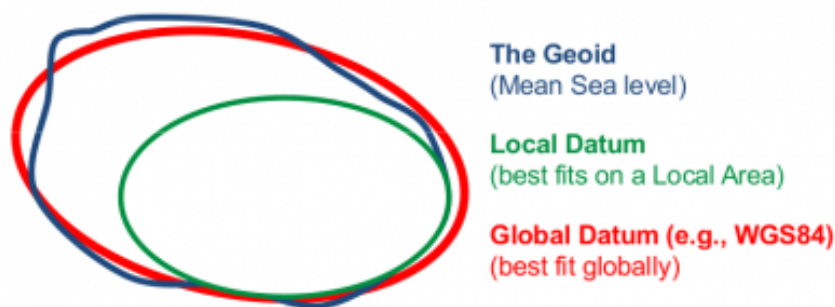 The Geoid
(Mean Sea level)
Local Datum
(best fits on a Local Area)
Global Datum (e.g., WGS84)
(best fit globally)